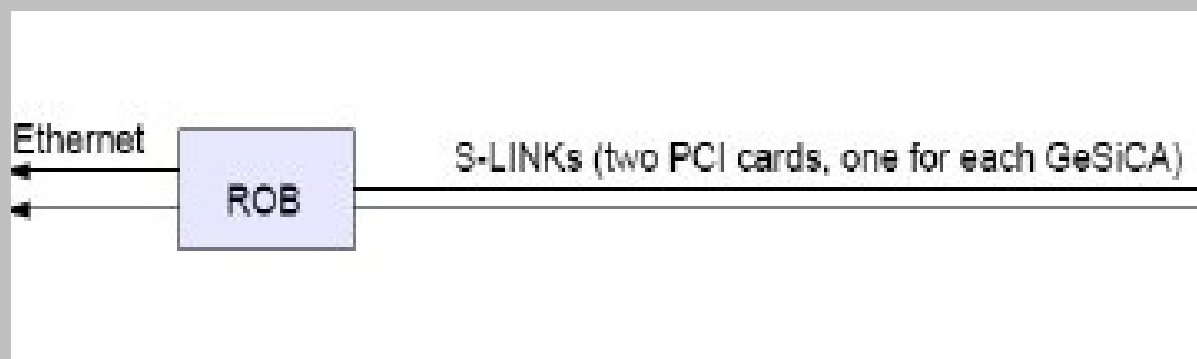 Ethernet
S-LINKs (two PCI cards, one for each GeSiCA)
ROB